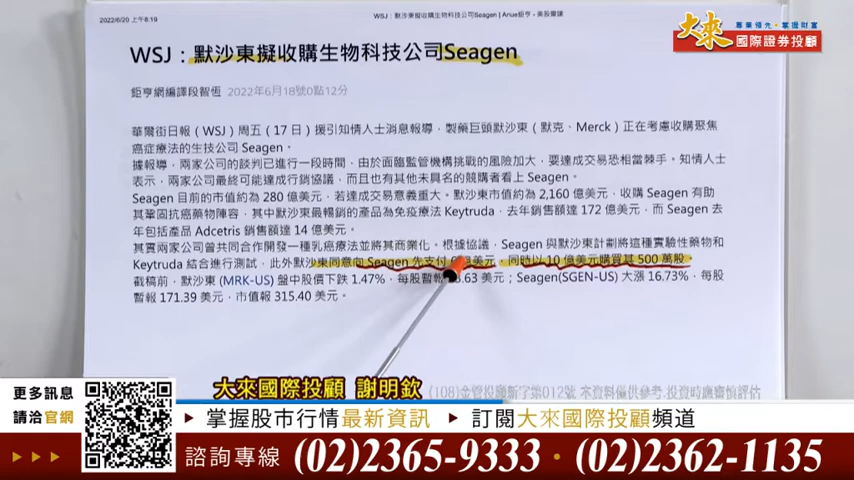 2022/6/20 上午8:19
WSJ：默沙東擬收購生物科技公司Seagen | Anue鉅亨 - 美股雷達
大來
專業領先・掌握財富
國際證券投顧
WSJ：默沙東擬收購生物科技公司Seagen
鉅亨網編譯段智恆 2022年6月18號0點12分
華爾街日報（WSJ）周五（17 日）援引知情人士消息報導，製藥巨頭默沙東（默克、Merck）正在考慮收購聚焦
癌症療法的生技公司 Seagen。
據報導，兩家公司的談判已進行一段時間，由於面臨監管機構挑戰的風險加大，要達成交易恐相當棘手。知情人士
表示，兩家公司最終可能達成行銷協議，而且也有其他未具名的競購者看上 Seagen。
Seagen 目前的市值約為 280 億美元，若達成交易意義重大。默沙東市值約為 2,160 億美元，收購 Seagen 有助
其鞏固抗癌藥物陣容，其中默沙東最暢銷的產品為免疫療法 Keytruda，去年銷售額達 172 億美元，而 Seagen 去
年包括產品 Adcetris 銷售額達 14 億美元。
其實兩家公司曾共同合作開發一種乳癌療法並將其商業化。根據協議，Seagen 與默沙東計劃將這種實驗性藥物和
Keytruda 結合進行測試，此外默沙東同意向 Seagen 先支付 美元，同時以 10 億美元購買其 500 萬股
截稿前，默沙東 (MRK-US) 盤中股價下跌 1.47%，每股暫報 .63 美元；Seagen(SGEN-US) 大漲 16.73%，每股
暫報 171.39 美元，市值報 315.40 美元。
大來國際投顧 謝明欽
(108)金管投顧新字第012號 本資料僅供參考，投資時應審慎評估
更多訊息
請洽官網
掌握股市行情最新資訊 訂閱大來國際投顧頻道
諮詢專線 (02)2365-9333・(02)2362-1135